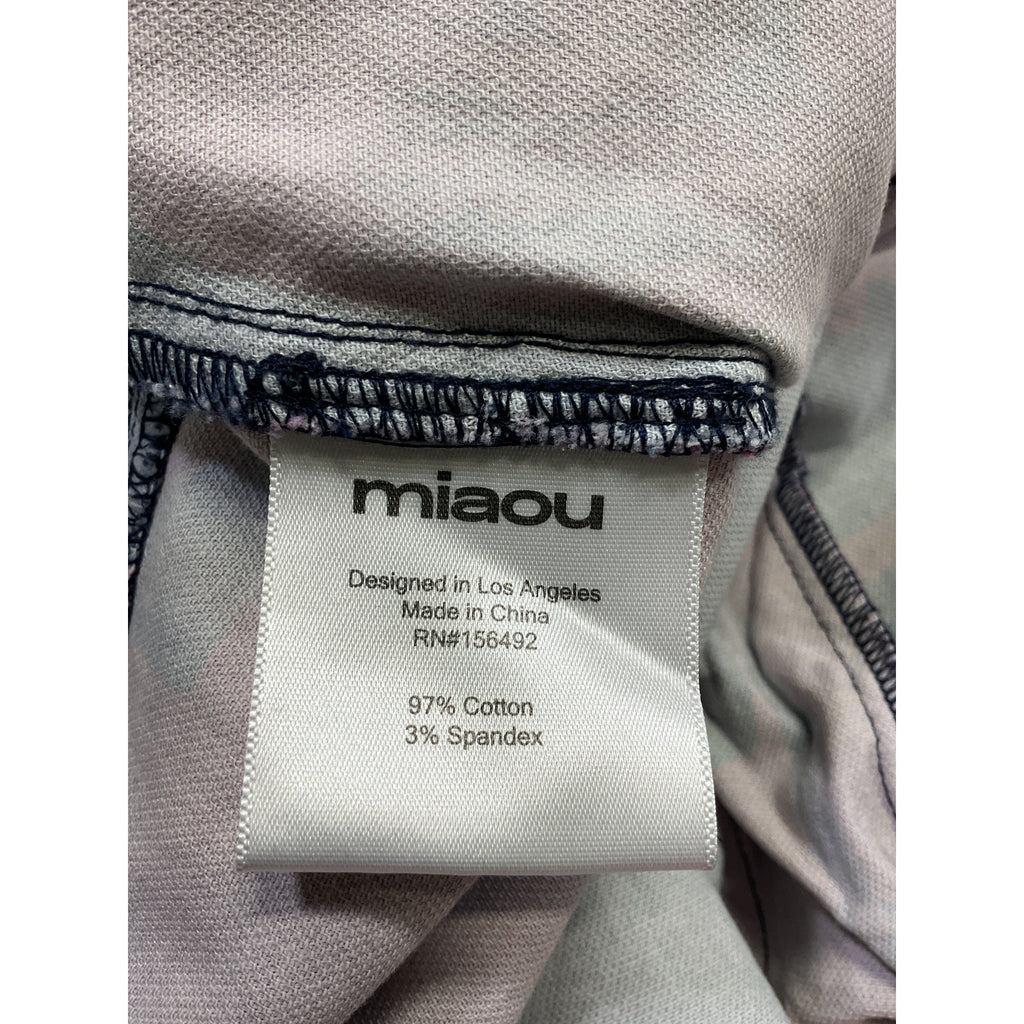 miaou
Designed in Los Angeles
Made in China
RN#156492
97% Cotton
3% Spandex